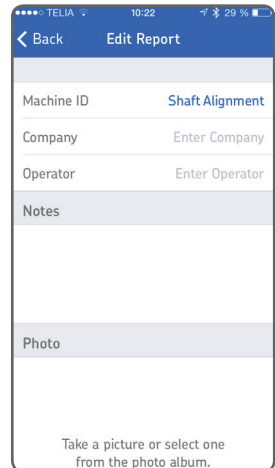 TELIA 10:22 29 %
Back Edit Report
Machine ID Shaft Alignment
Company Enter Company
Operator Enter Operator
Notes
Photo
Take a picture or select one
from the photo album.